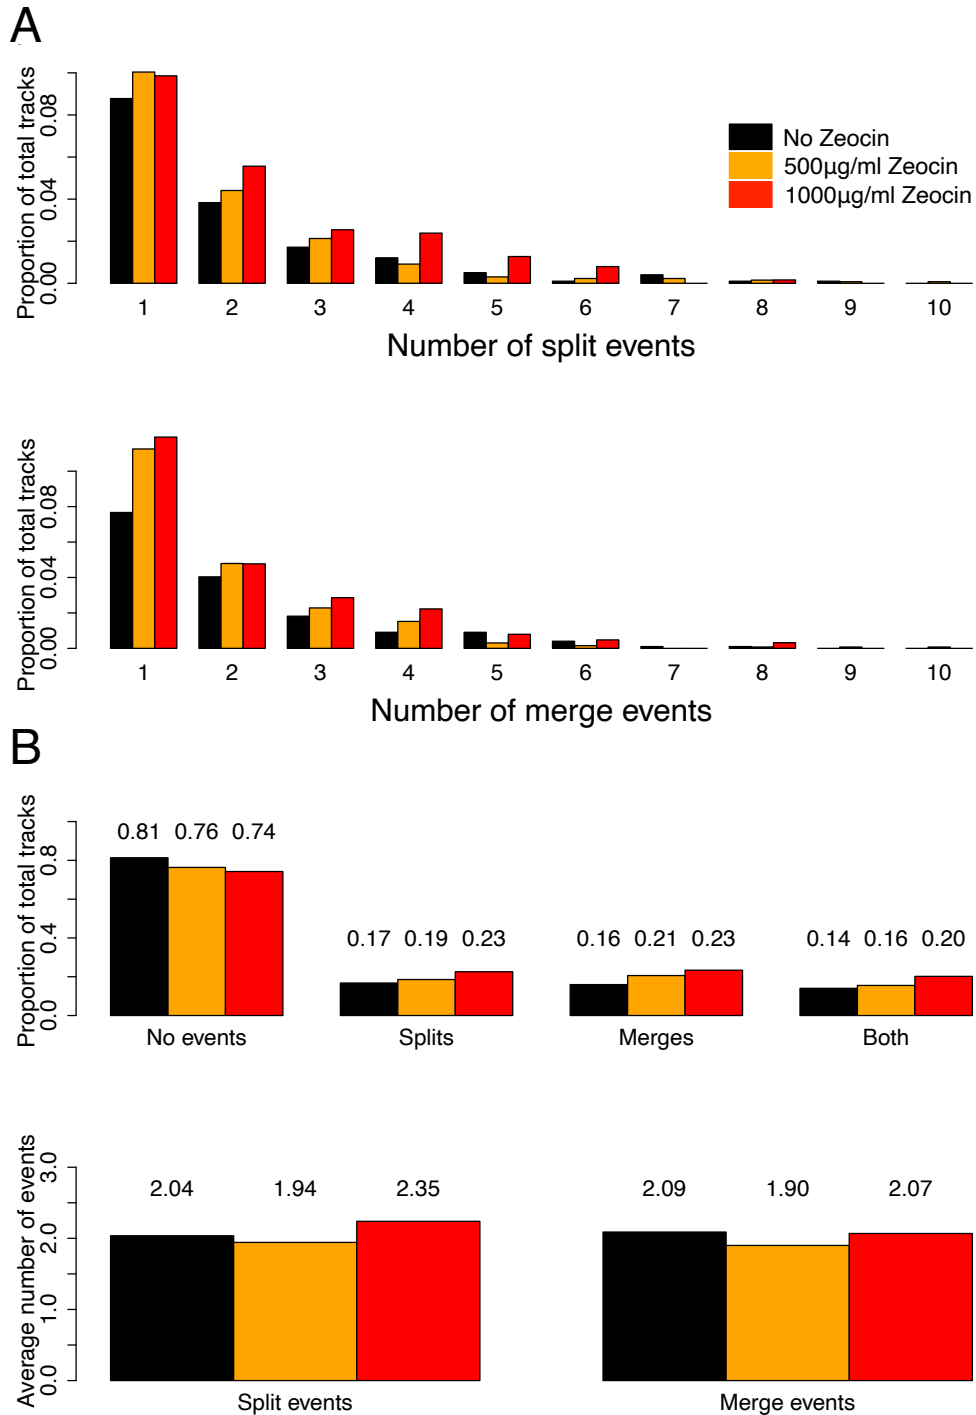 A
Proportion of total tracks
0.00 0.04 0.08
No Zeocin
500µg/ml Zeocin
1000µg/ml Zeocin
1 2 3 4 5 6 7 8 9 10
Number of split events
Proportion of total tracks
0.00 0.04 0.08
1 2 3 4 5 6 7 8 9 10
Number of merge events
B
Proportion of total tracks
0.0 0.4 0.8
0.81 0.76 0.74
0.17 0.19 0.23
0.16 0.21 0.23
0.14 0.16 0.20
No events Splits Merges Both
Average number of events
0.0 1.0 2.0 3.0
2.04 1.94 2.35
2.09 1.90 2.07
Split events Merge events